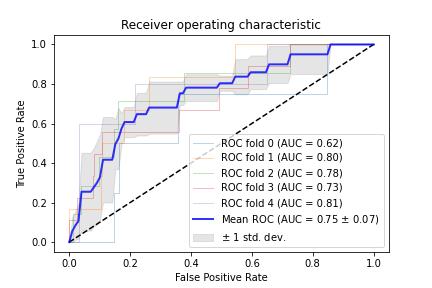 Receiver operating characteristic
1.0
0.8
0.6
0.4
0.2
0.0
True Positive Rate
ROC fold 0 (AUC = 0.62)
ROC fold 1 (AUC = 0.80)
ROC fold 2 (AUC = 0.78)
ROC fold 3 (AUC = 0.73)
ROC fold 4 (AUC = 0.81)
Mean ROC (AUC = 0.75 ± 0.07)
± 1 std. dev.
0.0 0.2 0.4 0.6 0.8 1.0
False Positive Rate